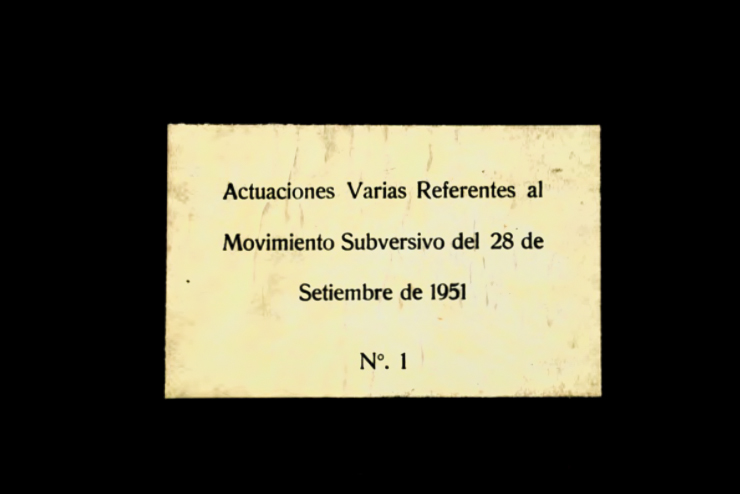 Actuaciones Varias Referentes al
Movimiento Subversivo del 28 de
Setiembre de 1951
N°. 1